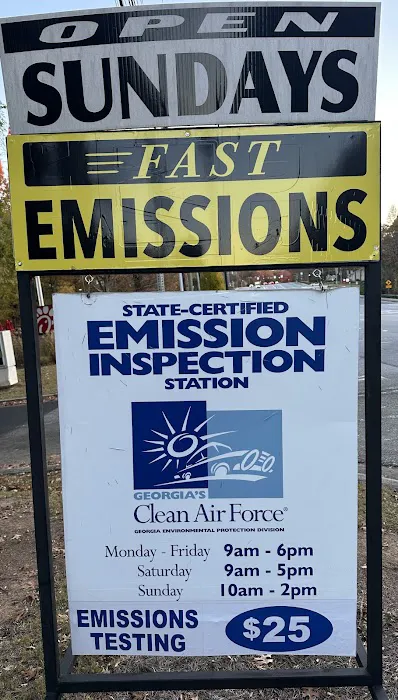 OPEN
SUNDAYS
FAST
EMISSIONS
STATE-CERTIFIED
EMISSION
INSPECTION
STATION
GEORGIA'S
Clean Air Force®
GEORGIA ENVIRONMENTAL PROTECTION DIVISION
Monday - Friday 9am - 6pm
Saturday 9am - 5pm
Sunday 10am - 2pm
EMISSIONS
TESTING
$25